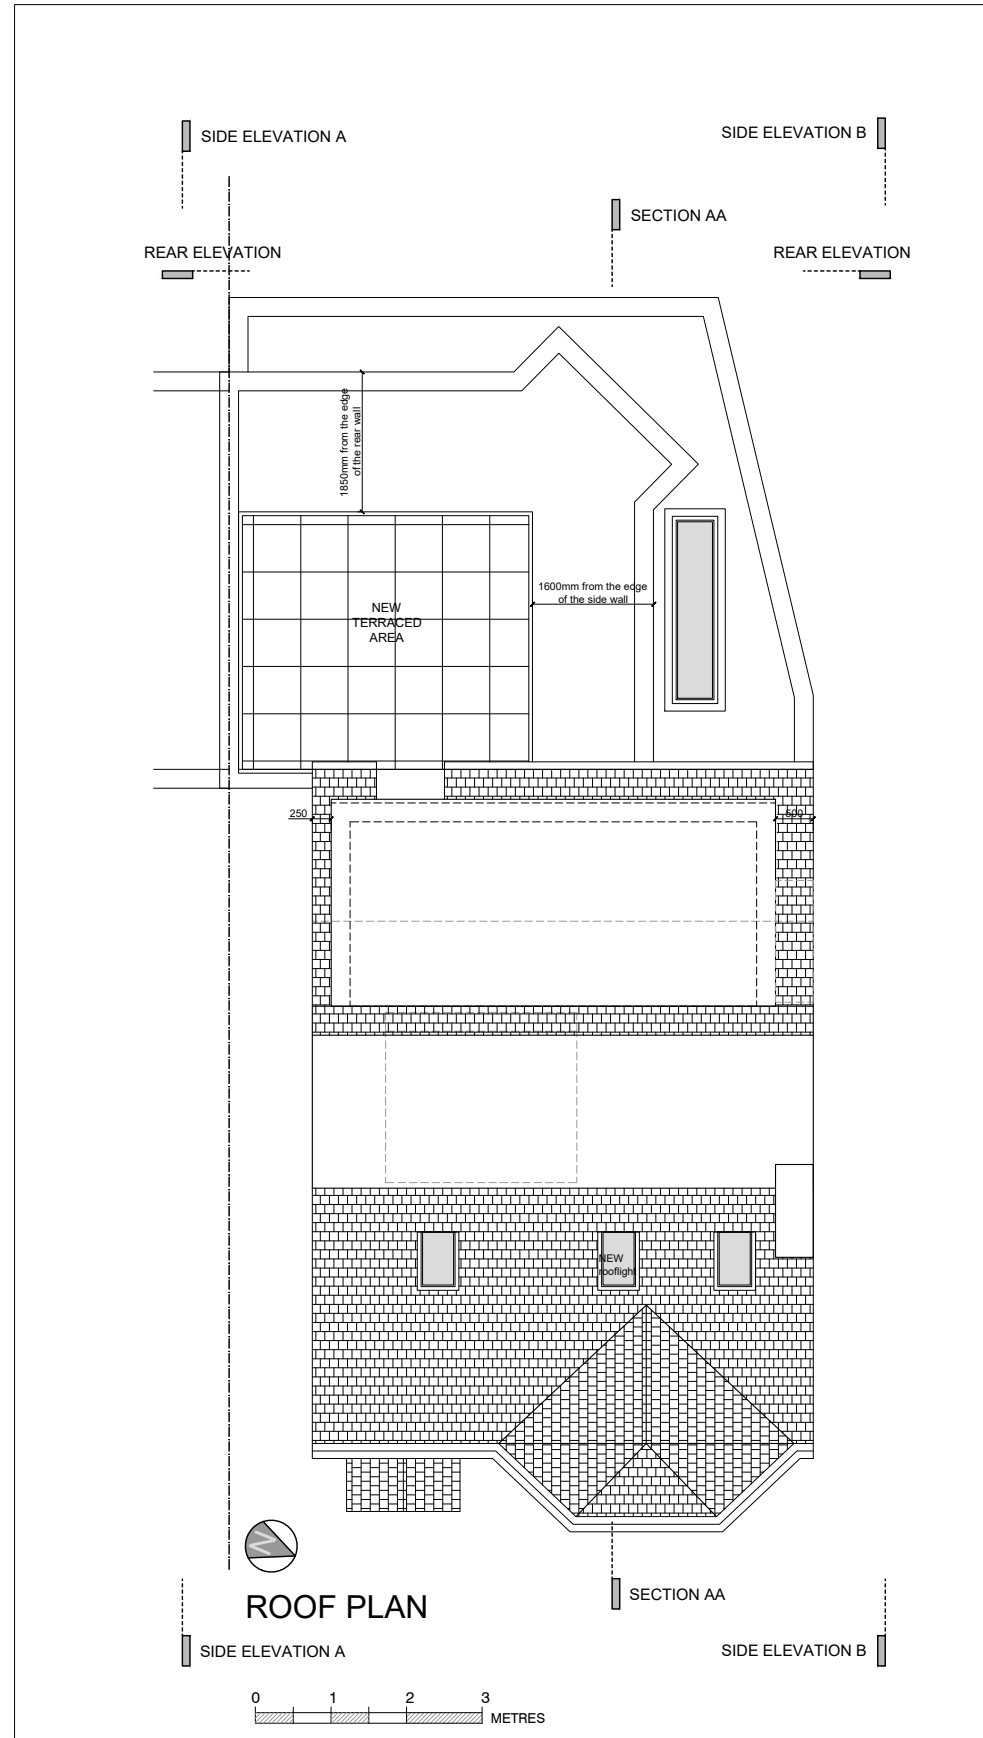 SIDE ELEVATION A
SIDE ELEVATION B
SECTION AA
REAR ELEVATION
REAR ELEVATION
1850mm from the edge
of the rear wall
1600mm from the edge
of the side wall
NEW
TERRACED
AREA
250
500
NEW
rooflight
N
ROOF PLAN
SECTION AA
SIDE ELEVATION A
SIDE ELEVATION B
0 1 2 3
METRES